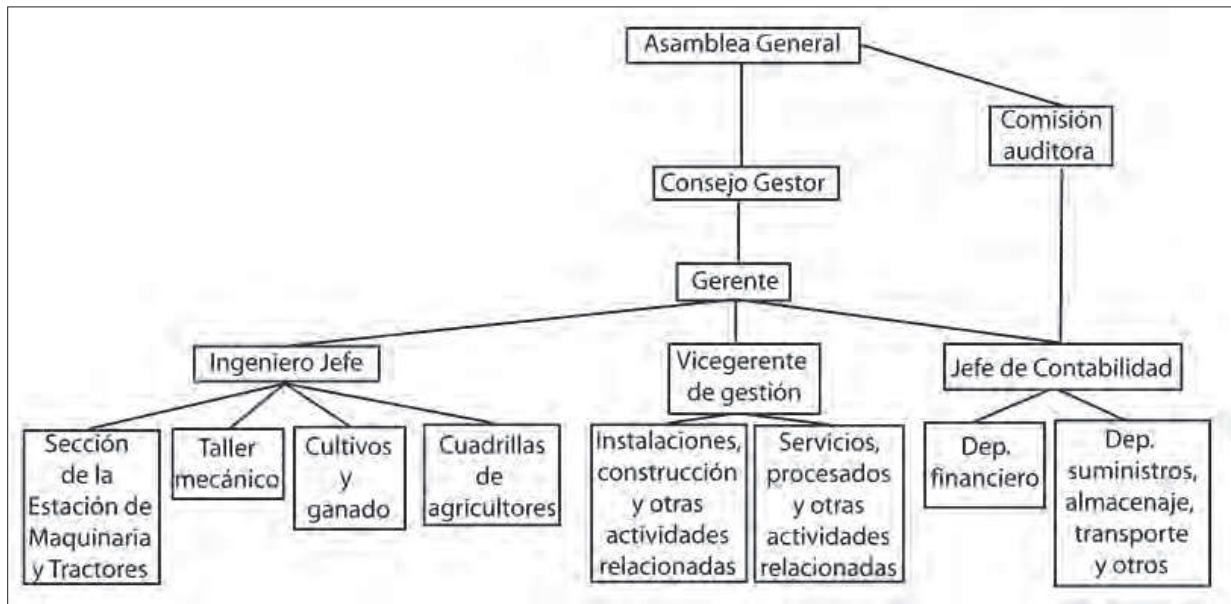 Asamblea General
Comisión
auditora
Consejo Gestor
Gerente
Ingeniero Jefe
Vicegerente
de gestión
Jefe de Contabilidad
Sección
de la
Estación de
Maquinaria
y Tractores
Taller
mecánico
Cultivos
y
ganado
Cuadrillas
de
agricultores
Instalaciones,
construcción
y otras
actividades
relacionadas
Servicios,
procesados
y otras
actividades
relacionadas
Dep.
financiero
Dep.
suministros,
almacenaje,
transporte
y otros